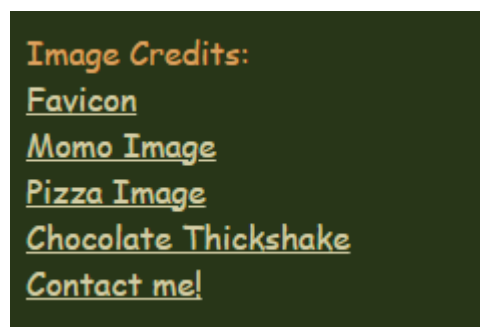 Image Credits:
Favicon
Momo Image
Pizza Image
Chocolate Thickshake
Contact me!